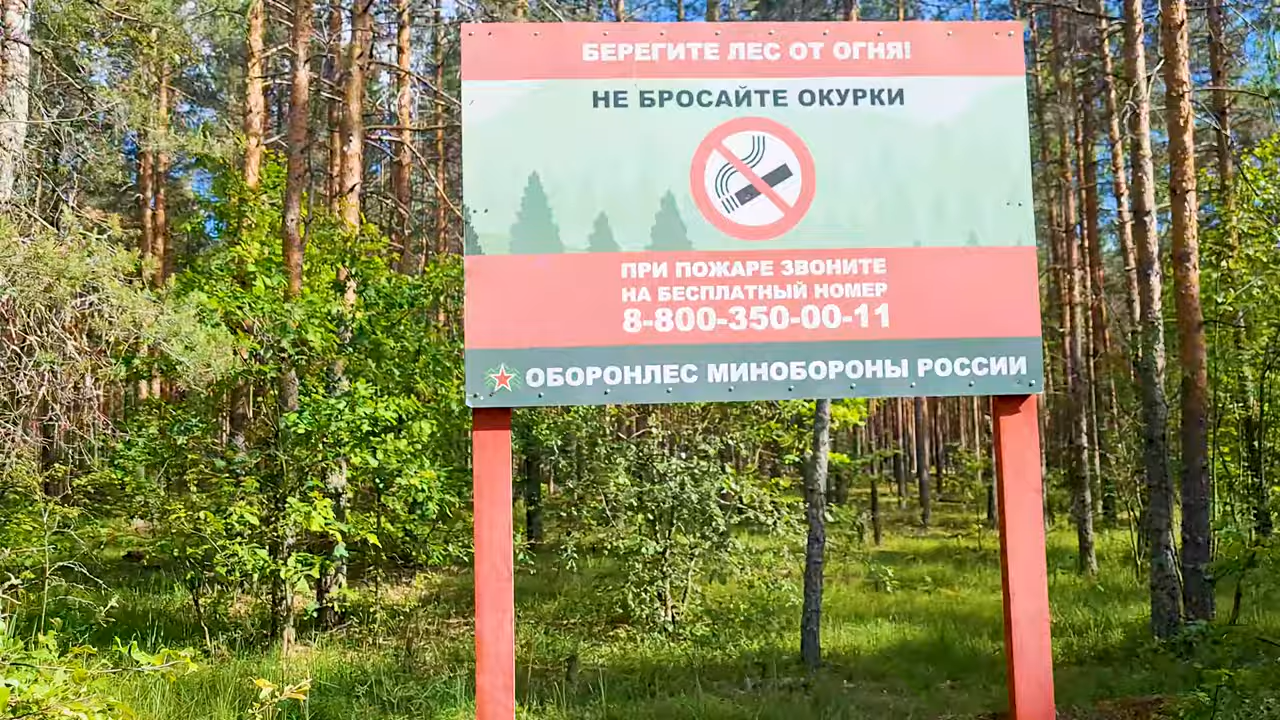 БЕРЕГИТЕ ЛЕС ОТ ОГНЯ!
НЕ БРОСАЙТЕ ОКУРКИ
ПРИ ПОЖАРЕ ЗВОНИТЕ
НА БЕСПЛАТНЫЙ НОМЕР
8-800-350-00-11
ОБОРОНЛЕС МИНОБОРОНЫ РОССИИ